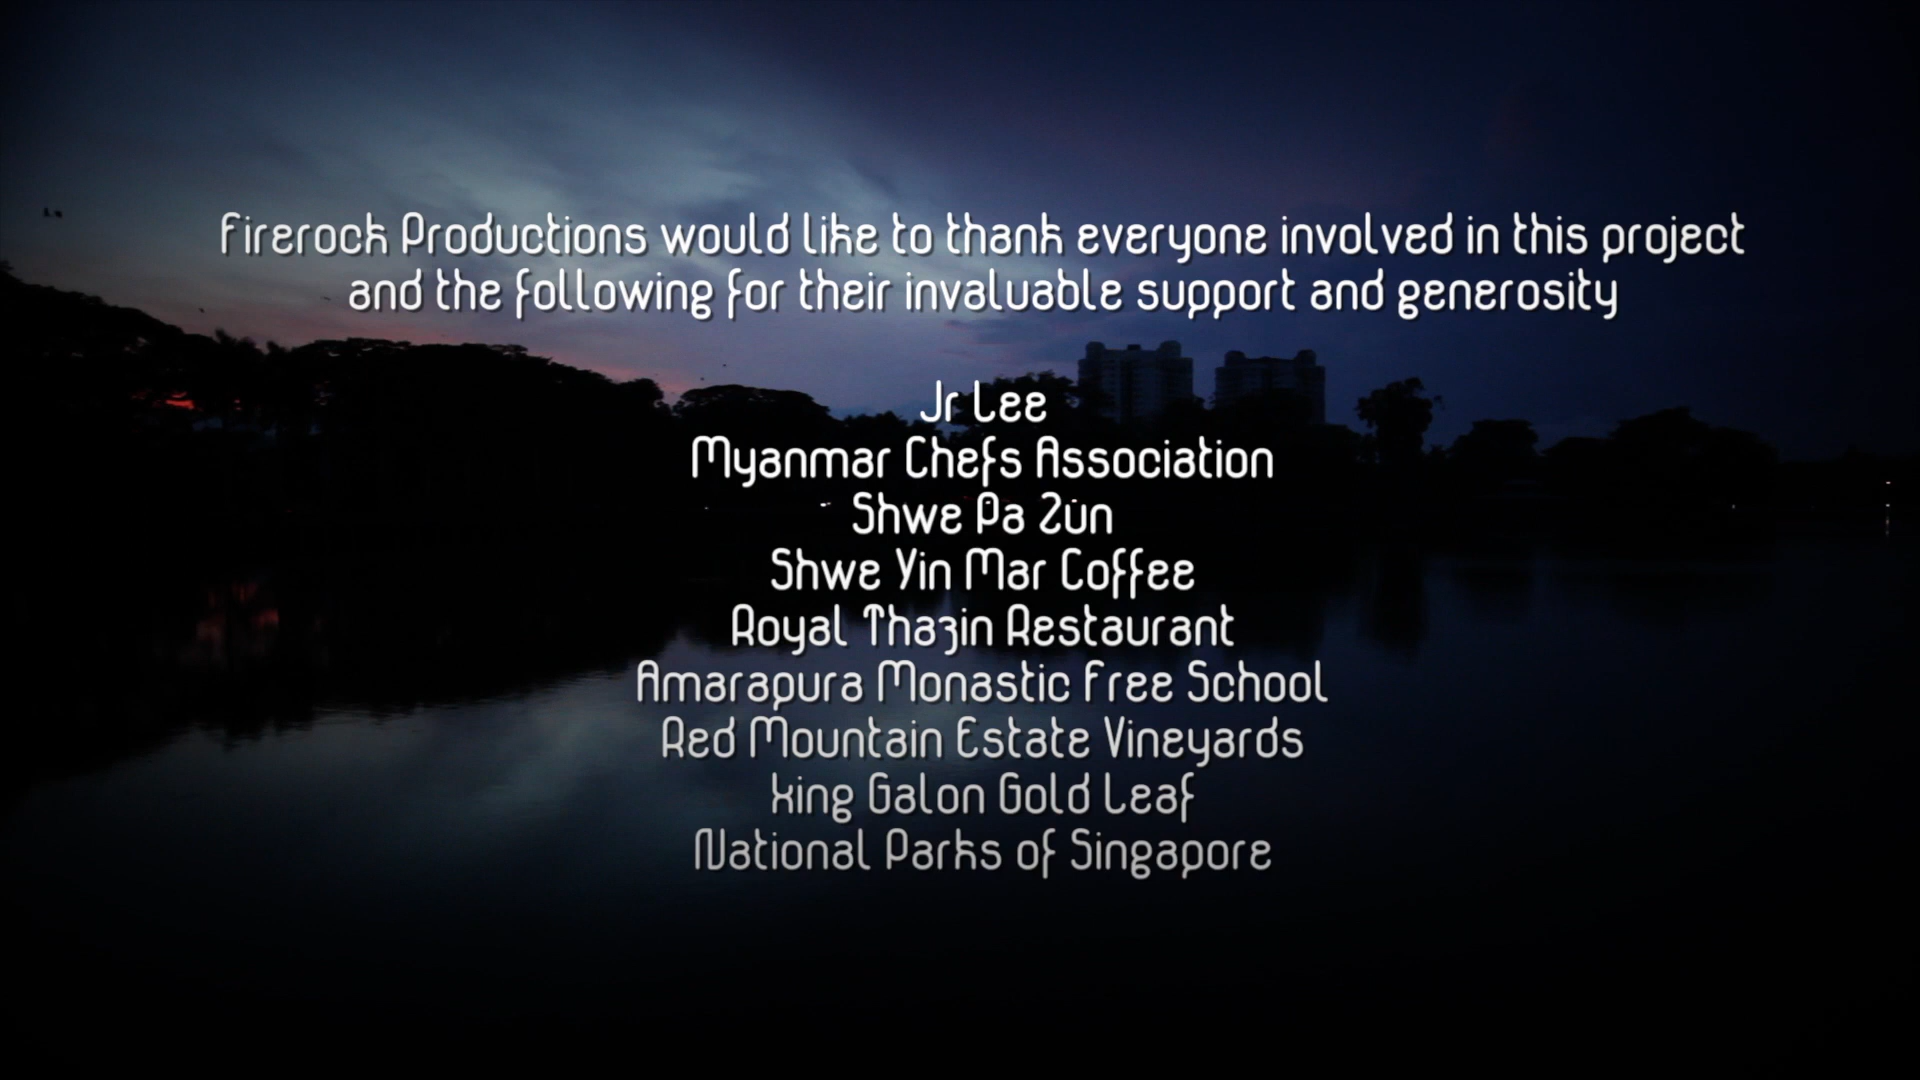 Firerock Productions would like to thank everyone involved in this project
and the following for their invaluable support and generosity
Jr Lee
Myanmar Chefs Association
Shwe Pa Zun
Shwe Yin Mar Coffee
Royal Thazin Restaurant
Amarapura Monastic Free School
Red Mountain Estate Vineyards
King Galon Gold Leaf
National Parks of Singapore